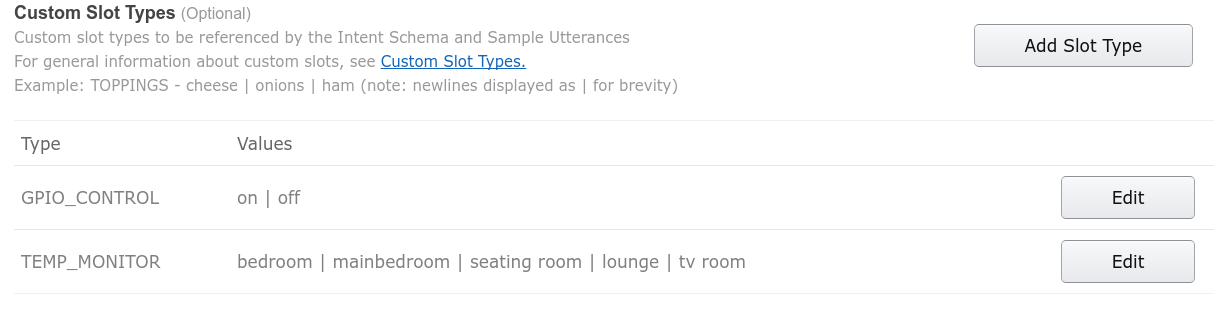 Custom Slot Types (Optional)
Custom slot types to be referenced by the Intent Schema and Sample Utterances
For general information about custom slots, see Custom Slot Types.
Example: TOPPINGS - cheese | onions | ham (note: newlines displayed as | for brevity)
Add Slot Type
Type Values
GPIO_CONTROL on | off Edit
TEMP_MONITOR bedroom | mainbedroom | seating room | lounge | tv room Edit